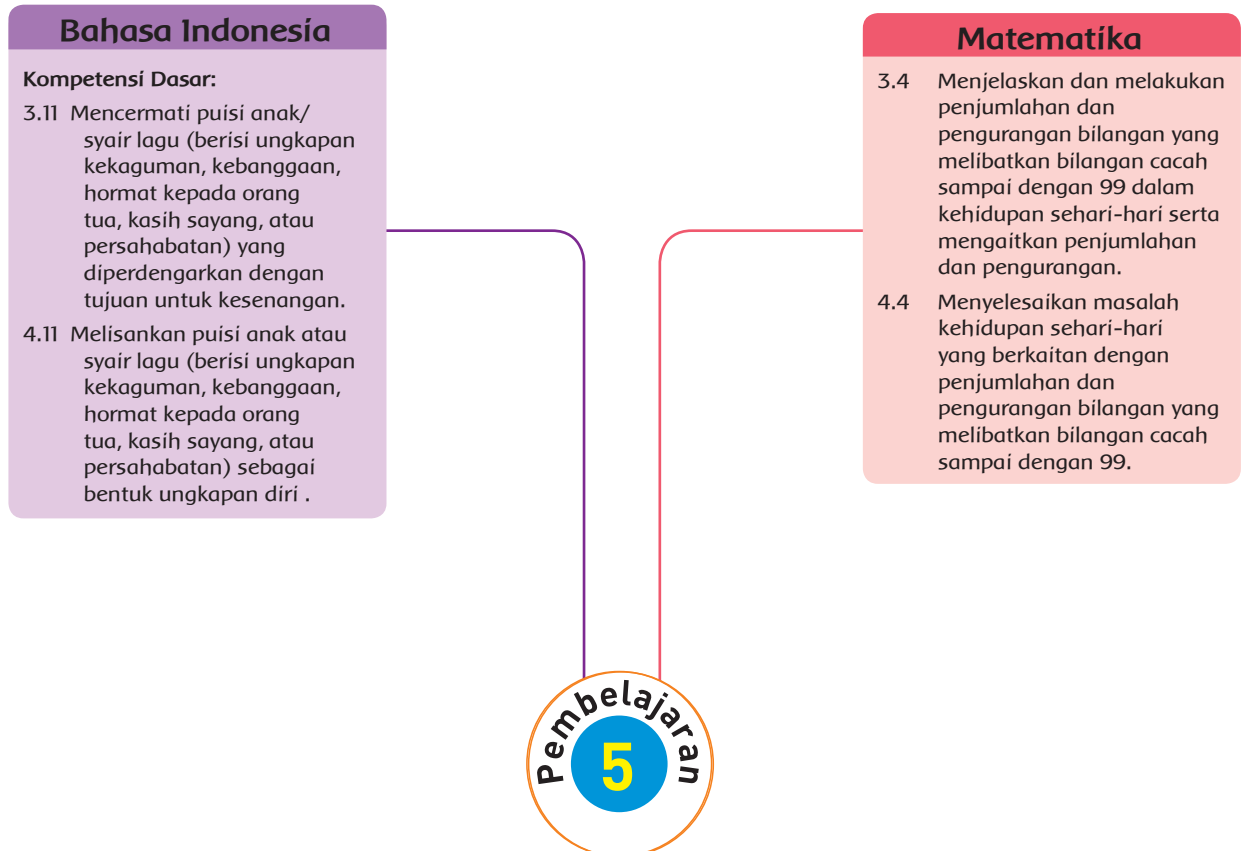 Bahasa Indonesia
Kompetensi Dasar:
3.11 Mencermati puisi anak/
syair lagu (berisi ungkapan
kekaguman, kebanggaan,
hormat kepada orang
tua, kasih sayang, atau
persahabatan) yang
diperdengarkan dengan
tujuan untuk kesenangan.
4.11 Melisankan puisi anak atau
syair lagu (berisi ungkapan
kekaguman, kebanggaan,
hormat kepada orang
tua, kasih sayang, atau
persahabatan) sebagai
bentuk ungkapan diri .
Matematika
3.4 Menjelaskan dan melakukan
penjumlahan dan
pengurangan bilangan yang
melibatkan bilangan cacah
sampai dengan 99 dalam
kehidupan sehari-hari serta
mengaitkan penjumlahan
dan pengurangan.
4.4 Menyelesaikan masalah
kehidupan sehari-hari
yang berkaitan dengan
penjumlahan dan
pengurangan bilangan yang
melibatkan bilangan cacah
sampai dengan 99.
Pembelajaran
5